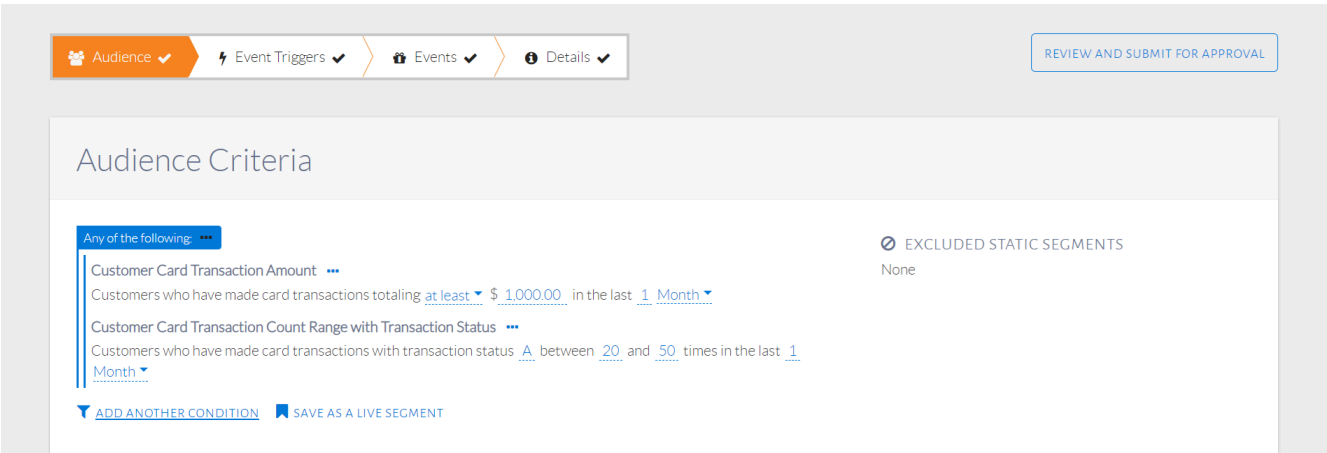 Audience
Event Triggers
Events
Details
REVIEW AND SUBMIT FOR APPROVAL
Audience Criteria
Any of the following: •••
Customer Card Transaction Amount •••
Customers who have made card transactions totaling at least $ 1,000.00 in the last 1 Month
Customer Card Transaction Count Range with Transaction Status •••
Customers who have made card transactions with transaction status A between 20 and 50 times in the last 1
Month
ADD ANOTHER CONDITION SAVE AS A LIVE SEGMENT
EXCLUDED STATIC SEGMENTS
None